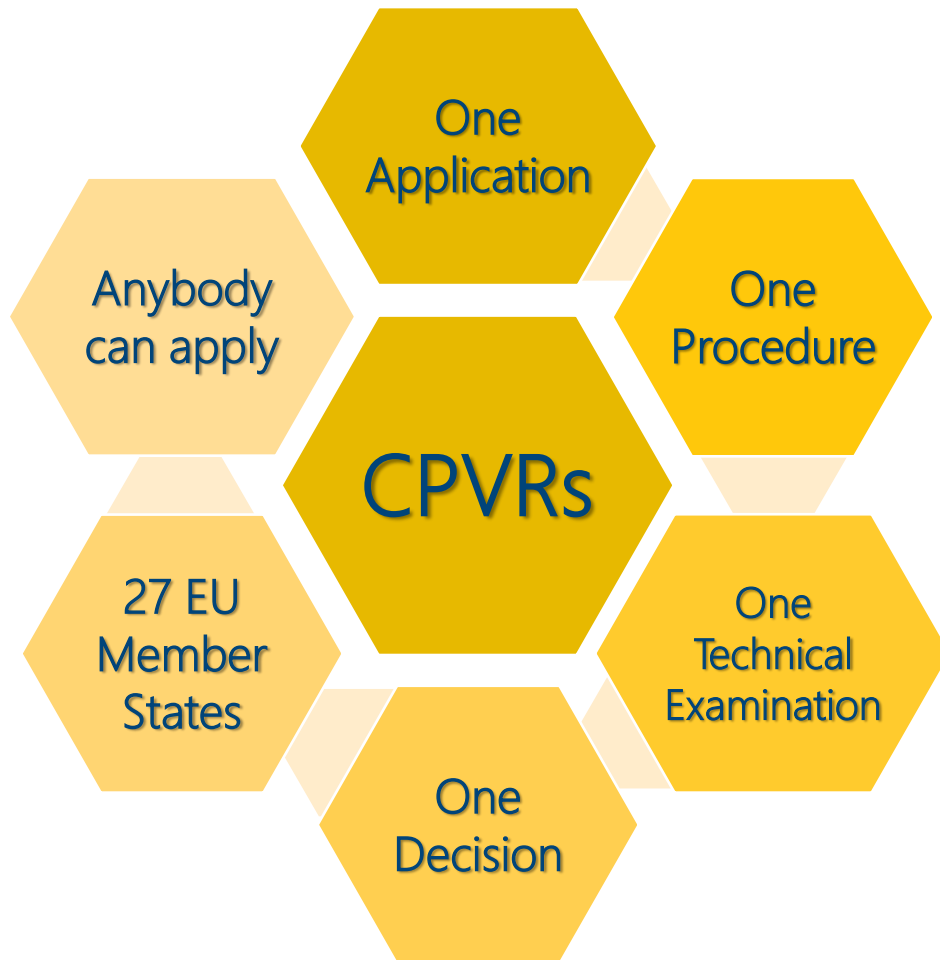 One
Application
One
Procedure
One
Technical
Examination
One
Decision
27 EU
Member
States
Anybody
can apply
CPVRs